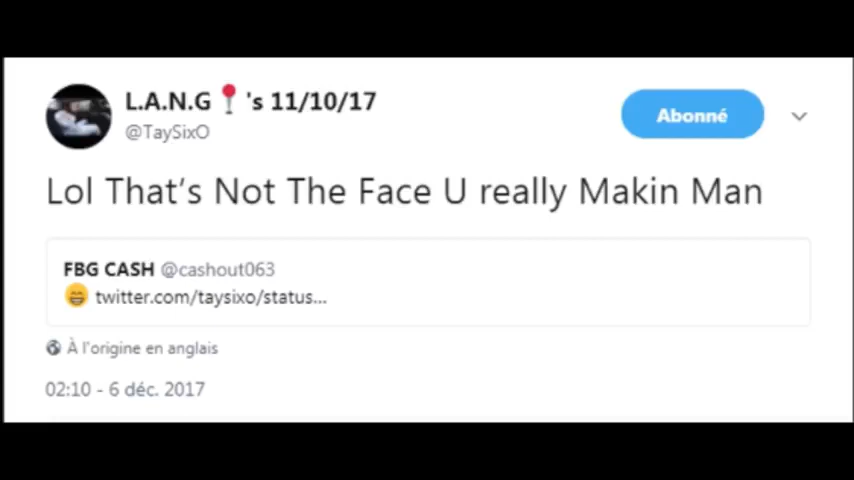 L.A.N.G📍's 11/10/17
@TaySixO
Abonné
Lol That's Not The Face U really Makin Man
FBG CASH @cashout063
😁 twitter.com/taysixo/status...
À l'origine en anglais
02:10 - 6 déc. 2017